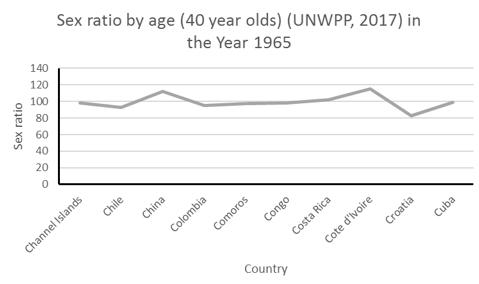 Sex ratio by age (40 year olds) (UNWPP, 2017) in
the Year 1965
140
120
100
80
60
40
20
0
Sex ratio
Channel Islands
Chile
China
Colombia
Comoros
Congo
Costa Rica
Cote d'Ivoire
Croatia
Cuba
Country